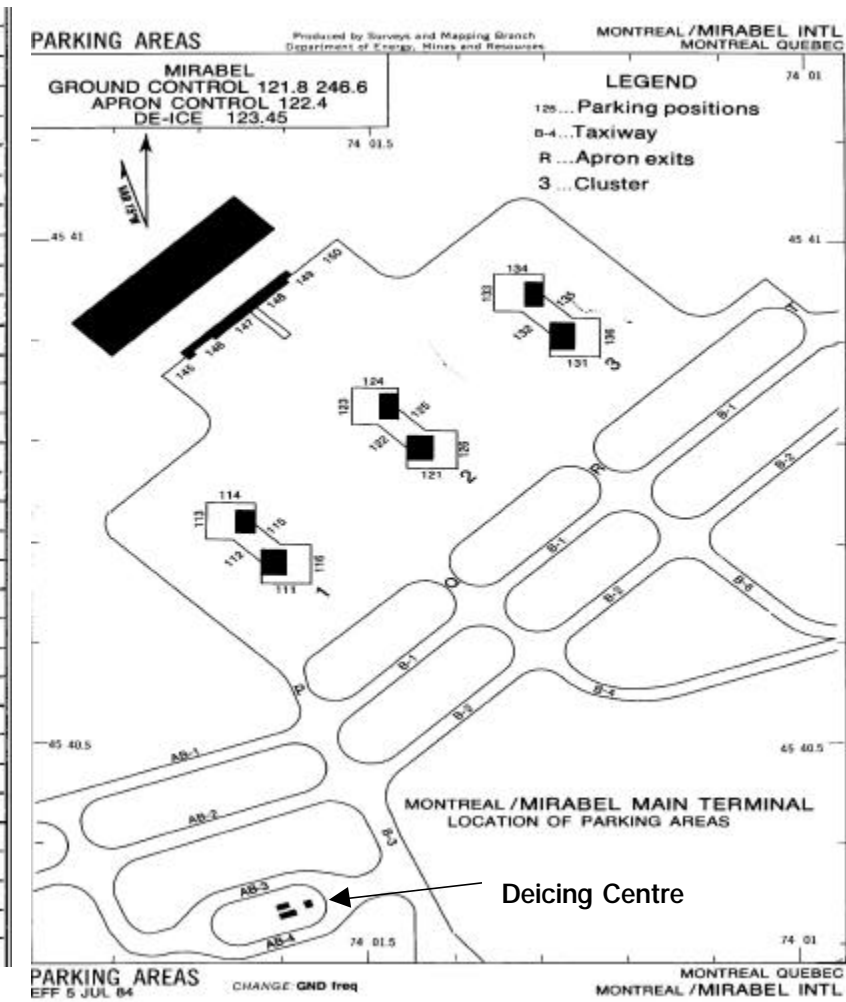 PARKING AREAS
Produced by Surveys and Mapping Branch
Department of Energy, Mines and Resources
MONTREAL /MIRABEL INTL
MONTREAL QUEBEC
MIRABEL
GROUND CONTROL 121.8 246.6
APRON CONTROL 122.4
DE-ICE 123.45
74 01
LEGEND
126...Parking positions
B-4...Taxiway
R ...Apron exits
3 ...Cluster
74 01.5
VAR 15°W
45 41
45 41
150
149
148
147
146
145
134
133
135
132
136
131
3
124
123
125
122
126
121
2
114
113
115
112
116
111
1
T
B-1
B-2
R
B-1
B-2
B-6
Q
B-1
B-2
B-4
P
45 40.5
45 40.5
AB-1
AB-2
B-3
MONTREAL /MIRABEL MAIN TERMINAL
LOCATION OF PARKING AREAS
AB-3
Deicing Centre
AB-4
74 01.5
74 01
PARKING AREAS
EFF 5 JUL 84
CHANGE: GND freq
MONTREAL QUEBEC
MONTREAL /MIRABEL INTL